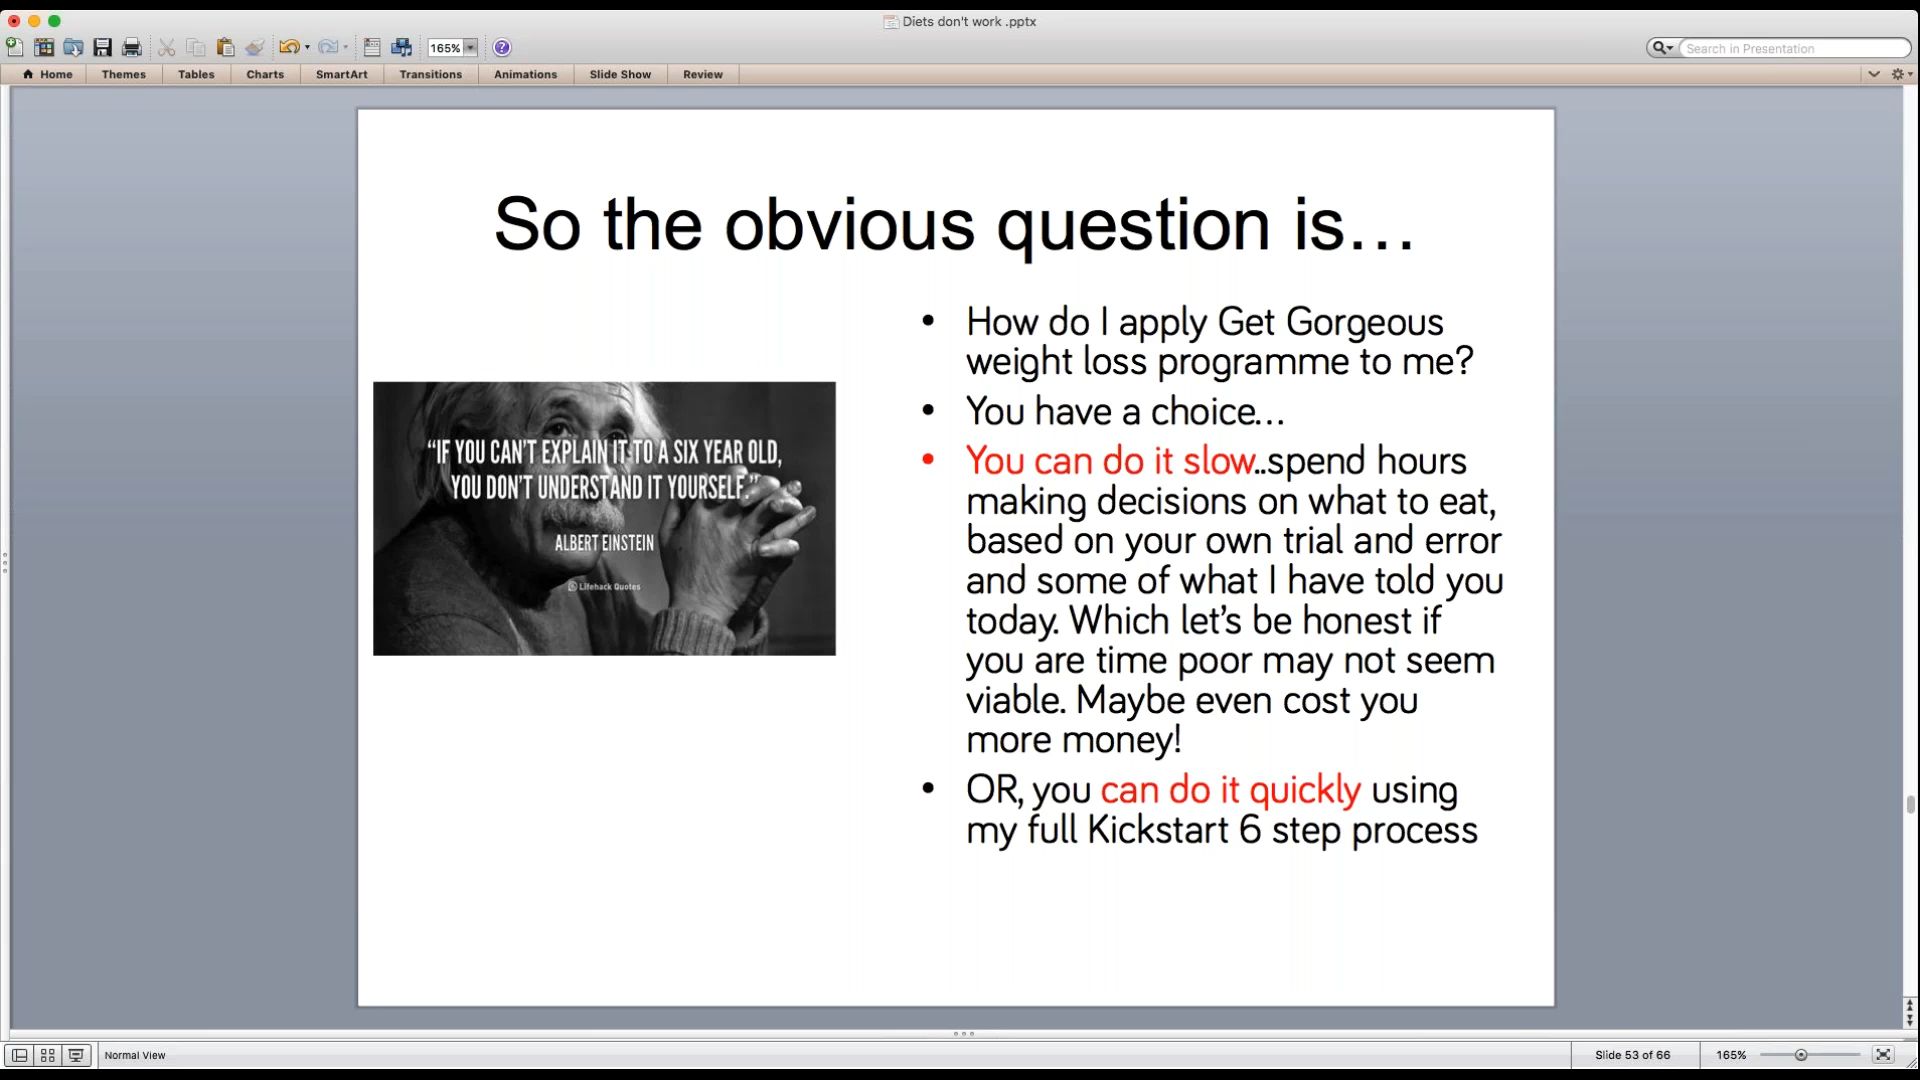 Diets don't work .pptx
165%
Search in Presentation
Home Themes Tables Charts SmartArt Transitions Animations Slide Show Review
So the obvious question is...
“IF YOU CAN'T EXPLAIN IT TO A SIX YEAR OLD,
YOU DON'T UNDERSTAND IT YOURSELF.”
ALBERT EINSTEIN
Lifehack Quotes
• How do I apply Get Gorgeous
weight loss programme to me?
• You have a choice...
• You can do it slow..spend hours
making decisions on what to eat,
based on your own trial and error
and some of what I have told you
today. Which let's be honest if
you are time poor may not seem
viable. Maybe even cost you
more money!
• OR, you can do it quickly using
my full Kickstart 6 step process
Normal View
Slide 53 of 66
165%